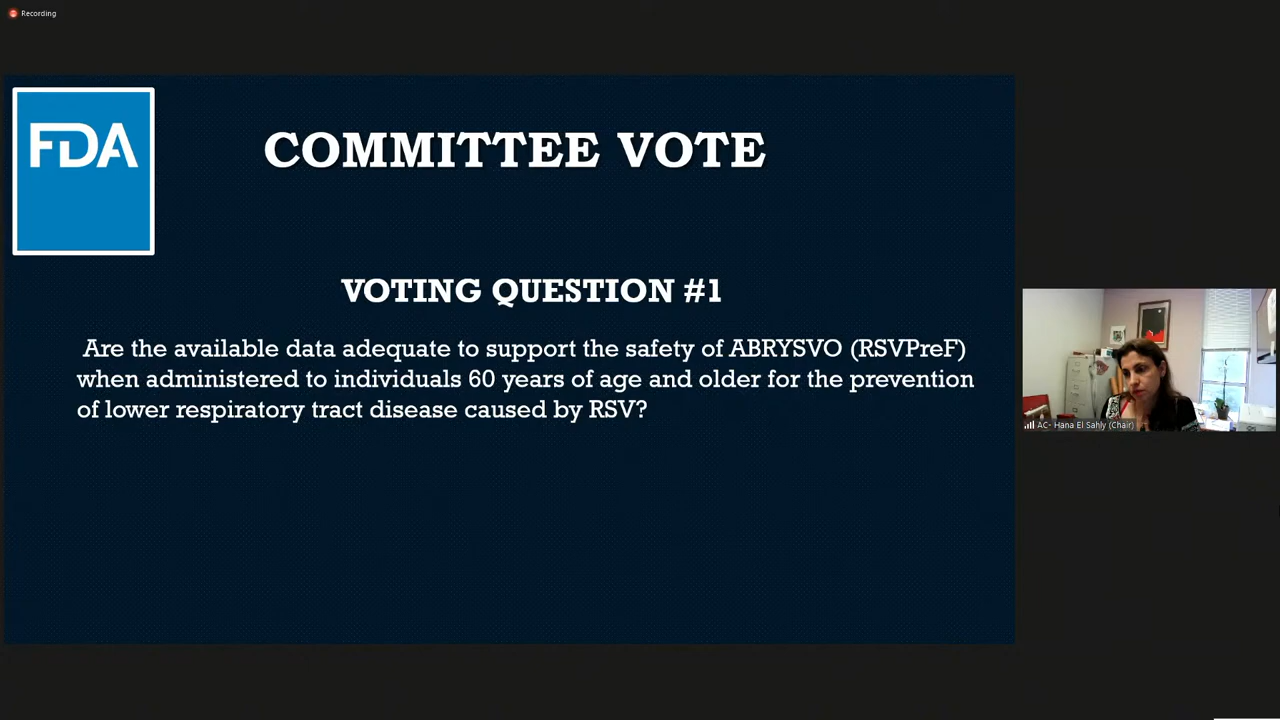 Recording
FDA
COMMITTEE VOTE
VOTING QUESTION #1
Are the available data adequate to support the safety of ABRYSVO (RSVPreF)
when administered to individuals 60 years of age and older for the prevention
of lower respiratory tract disease caused by RSV?
AC- Hana El Sahly (Chair)